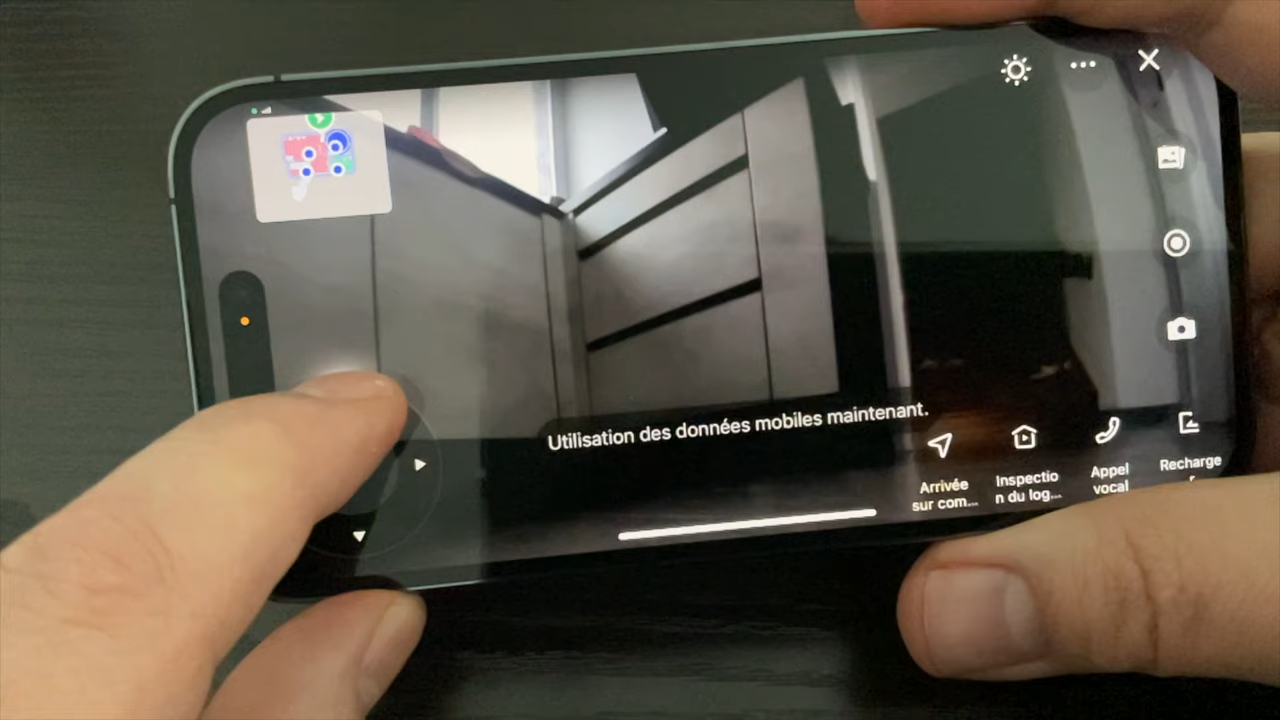 Utilisation des données mobiles maintenant.
Arrivée
sur com...
Inspectio
n du log...
Appel
vocal
Recharge